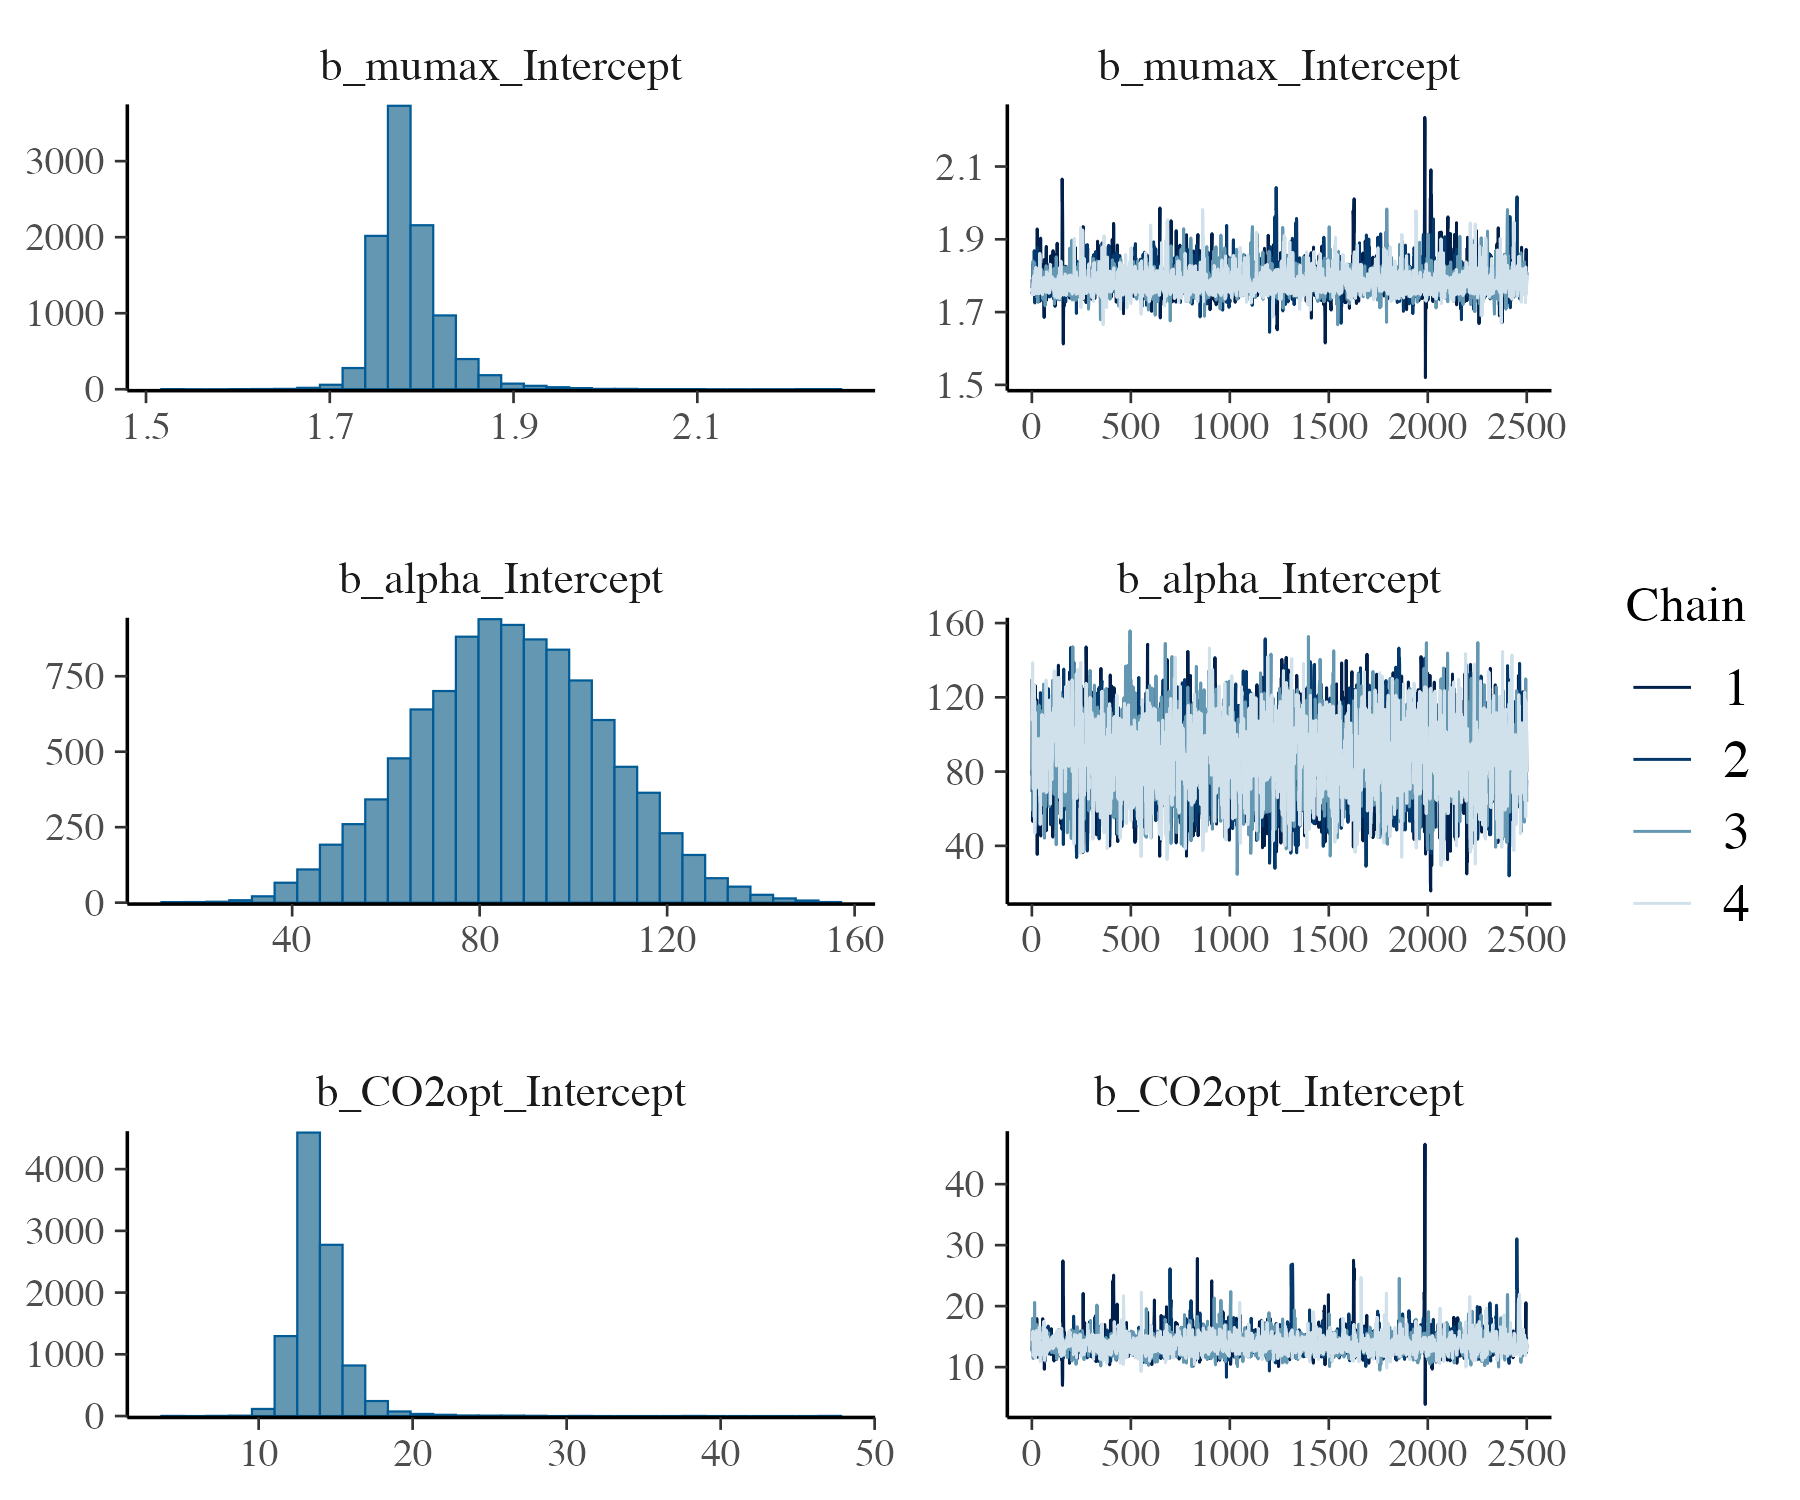 b_mumax_Intercept
3000
2000
1000
0
1.5 1.7 1.9 2.1
b_mumax_Intercept
2.1
1.9
1.7
1.5
0 500 1000 1500 2000 2500
b_alpha_Intercept
750
500
250
0
40 80 120 160
b_alpha_Intercept
160
120
80
40
0 500 1000 1500 2000 2500
Chain
1
2
3
4
b_CO2opt_Intercept
4000
3000
2000
1000
0
10 20 30 40 50
b_CO2opt_Intercept
40
30
20
10
0 500 1000 1500 2000 2500